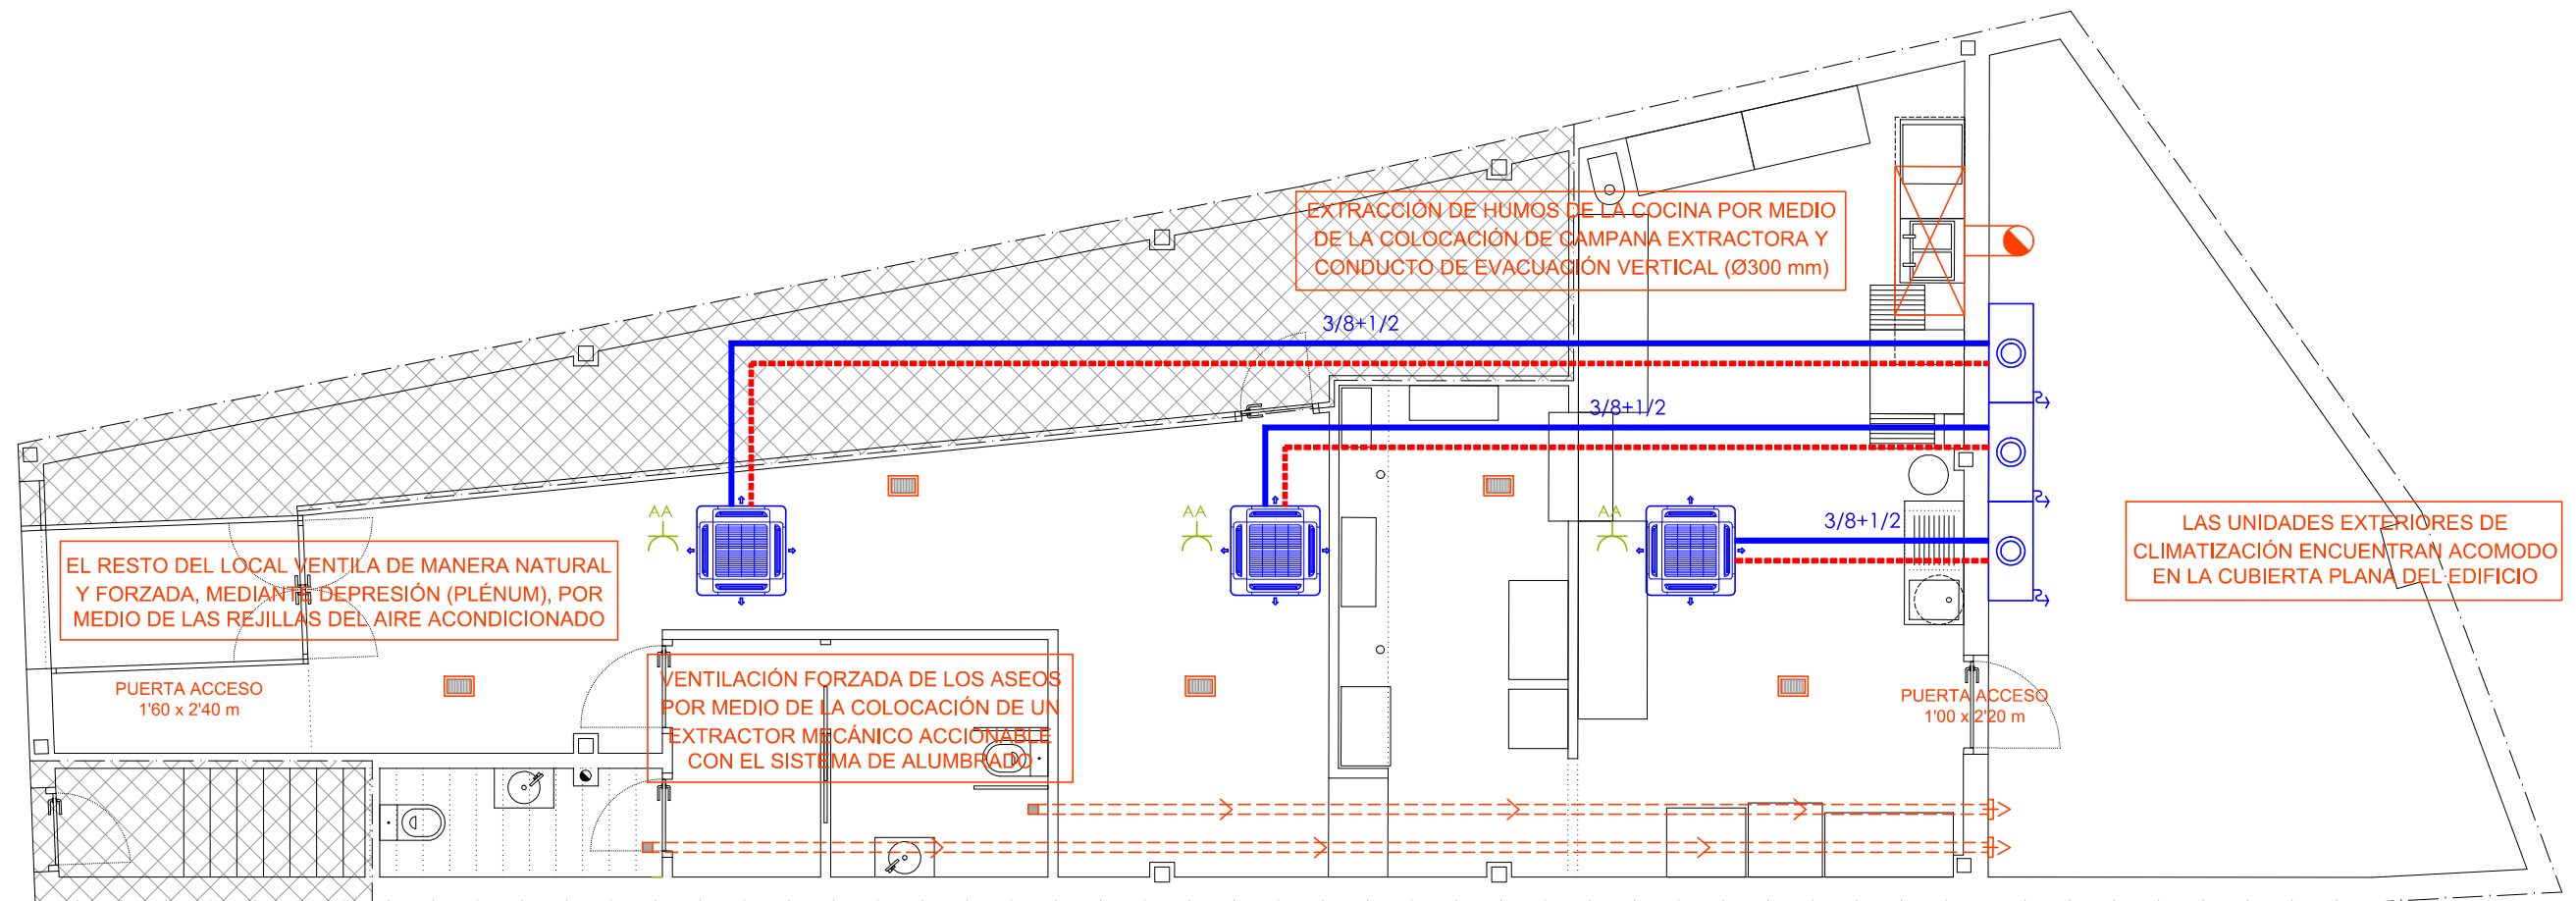 EXTRACCIÓN DE HUMOS DE LA COCINA POR MEDIO
DE LA COLOCACIÓN DE CAMPANA EXTRACTORA Y
CONDUCTO DE EVACUACIÓN VERTICAL (Ø300 mm)
3/8+1/2
3/8+1/2
AA
AA
AA
3/8+1/2
LAS UNIDADES EXTERIORES DE
CLIMATIZACIÓN ENCUENTRAN ACOMODO
EN LA CUBIERTA PLANA DEL EDIFICIO
EL RESTO DEL LOCAL VENTILA DE MANERA NATURAL
Y FORZADA, MEDIANTE DEPRESIÓN (PLÉNUM), POR
MEDIO DE LAS REJILLAS DEL AIRE ACONDICIONADO
PUERTA ACCESO
1'60 x 2'40 m
VENTILACIÓN FORZADA DE LOS ASEOS
POR MEDIO DE LA COLOCACIÓN DE UN
EXTRACTOR MECÁNICO ACCIONABLE
CON EL SISTEMA DE ALUMBRADO
PUERTA ACCESO
1'00 x 2'20 m